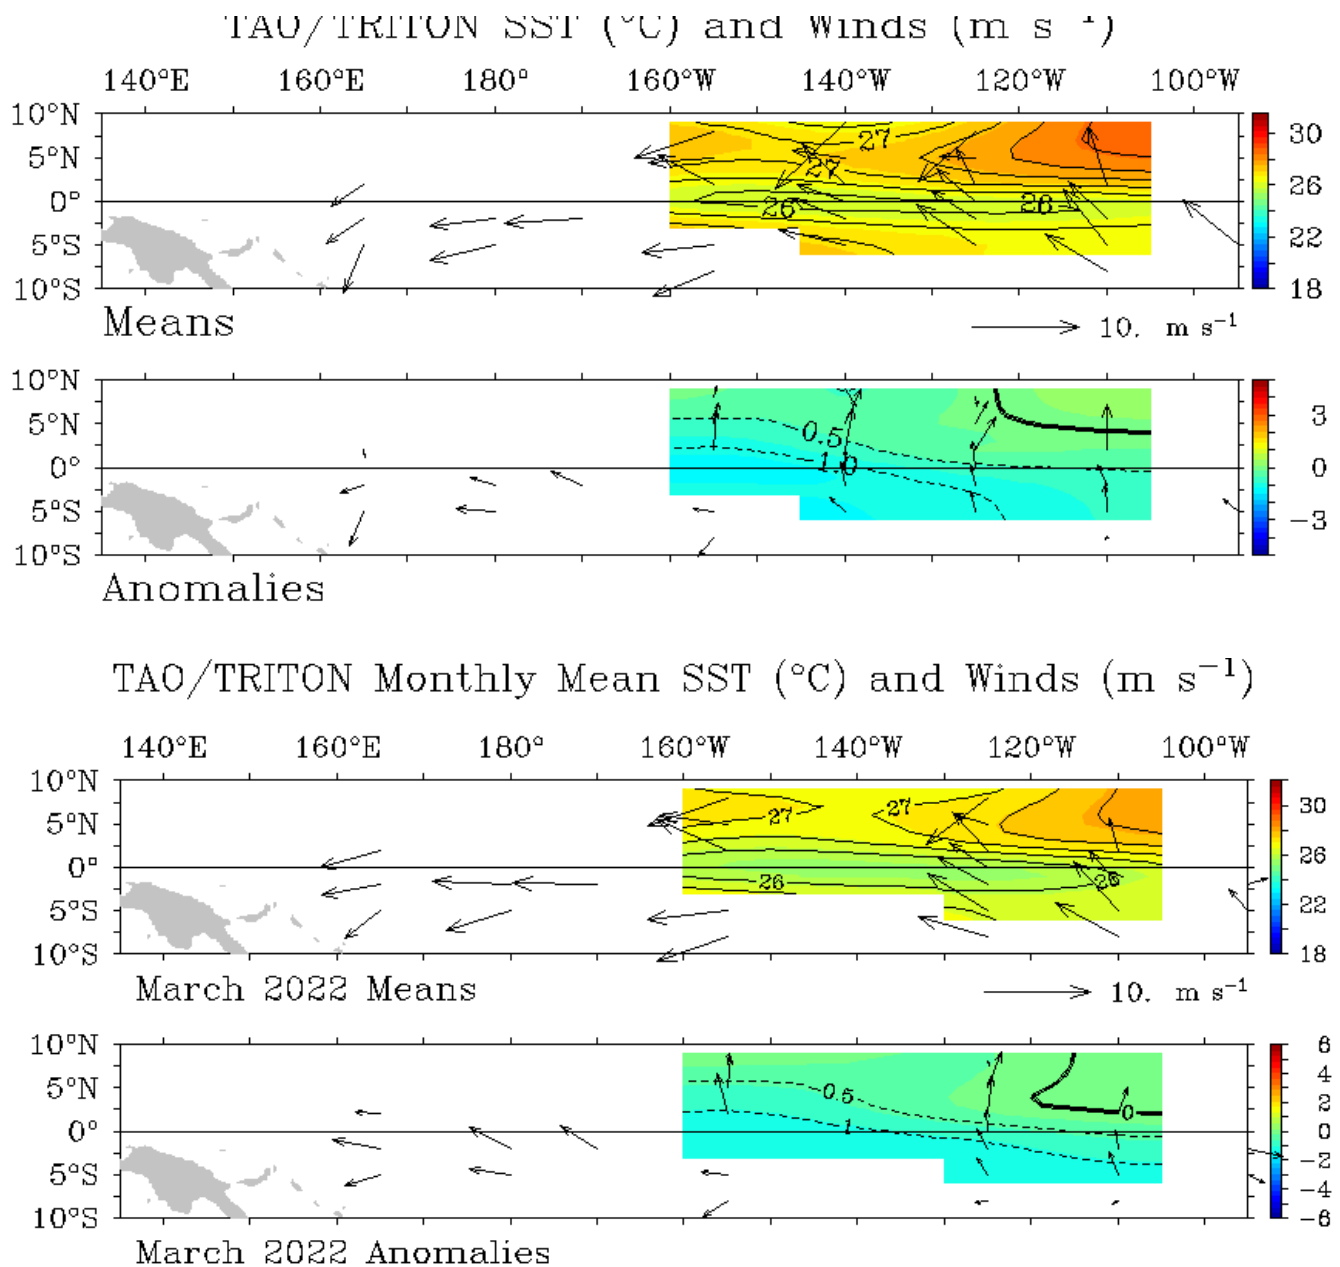 TAO/TRITON SST (°C) and Winds (m s⁻¹)
140°E 160°E 180° 160°W 140°W 120°W 100°W
10°N
5°N
0°
5°S
10°S
27
27
26
26
30
26
22
18
Means
10. m s⁻¹
10°N
5°N
0°
5°S
10°S
0.5
1.0
3
0
−3
Anomalies
TAO/TRITON Monthly Mean SST (°C) and Winds (m s⁻¹)
140°E 160°E 180° 160°W 140°W 120°W 100°W
10°N
5°N
0°
5°S
10°S
27
27
26
26
30
26
22
18
March 2022 Means
10. m s⁻¹
10°N
5°N
0°
5°S
10°S
-0.5
-1
0
6
4
2
0
−2
−4
−6
March 2022 Anomalies